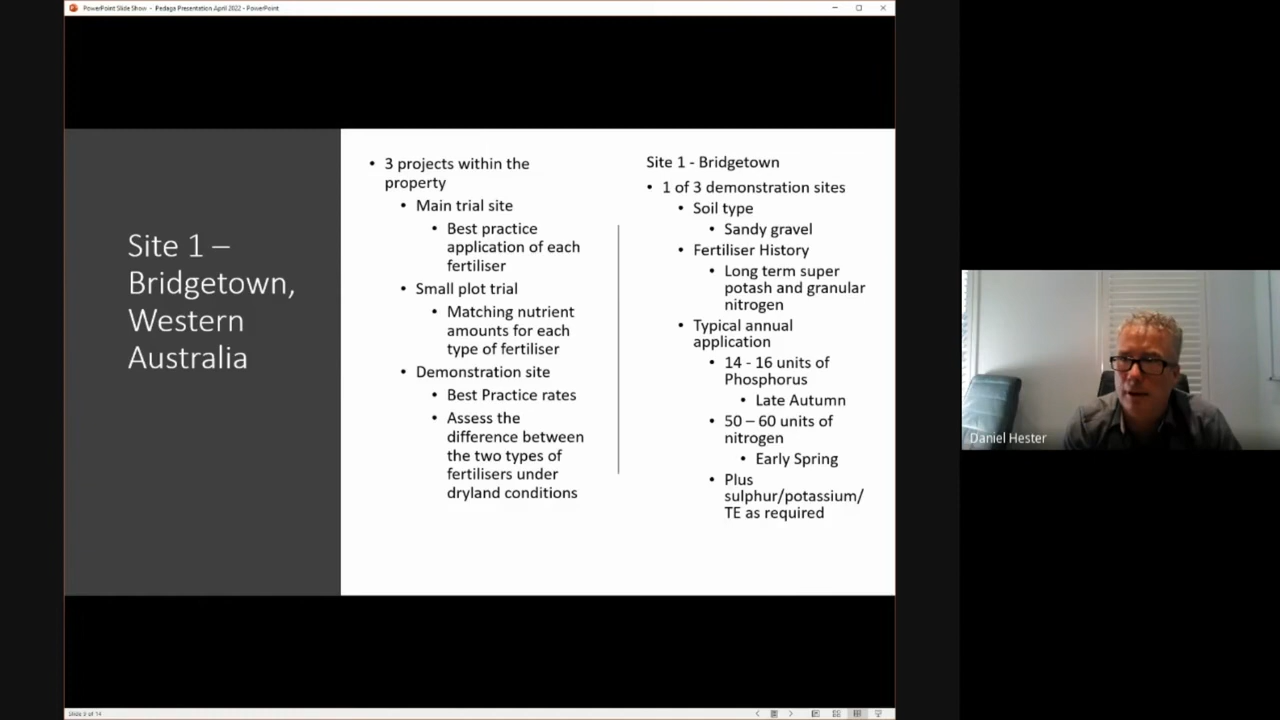 PowerPoint Slide Show - Pedaga Presentation April 2022 - PowerPoint
Site 1 –
Bridgetown,
Western
Australia
• 3 projects within the
property
• Main trial site
• Best practice
application of each
fertiliser
• Small plot trial
• Matching nutrient
amounts for each
type of fertiliser
• Demonstration site
• Best Practice rates
• Assess the
difference between
the two types of
fertilisers under
dryland conditions
Site 1 - Bridgetown
• 1 of 3 demonstration sites
• Soil type
• Sandy gravel
• Fertiliser History
• Long term super
potash and granular
nitrogen
• Typical annual
application
• 14 - 16 units of
Phosphorus
• Late Autumn
• 50 – 60 units of
nitrogen
• Early Spring
• Plus
sulphur/potassium/
TE as required
Daniel Hester
Slide 3 of 14